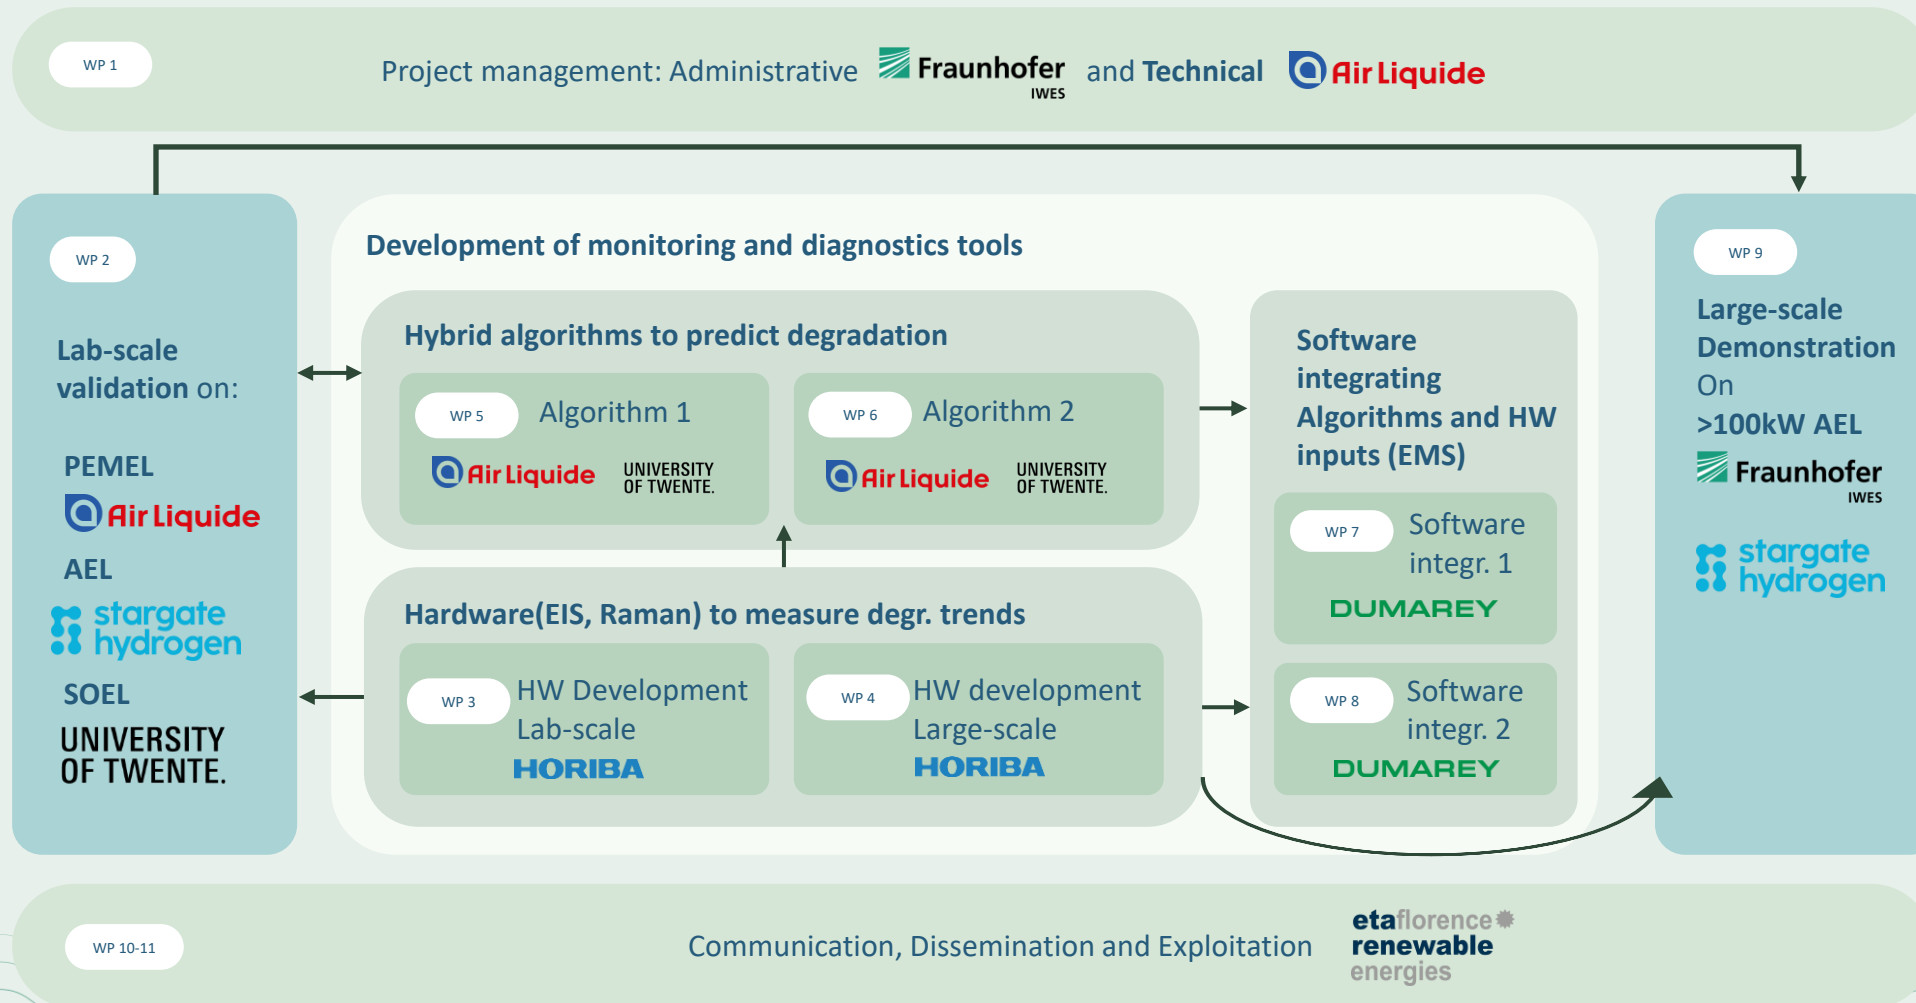 WP 1
Project management: Administrative Fraunhofer IWES and Technical Air Liquide
WP 2
Lab-scale
validation on:
PEMEL
Air Liquide
AEL
stargate
hydrogen
SOEL
UNIVERSITY
OF TWENTE.
Development of monitoring and diagnostics tools
Hybrid algorithms to predict degradation
WP 5
Algorithm 1
Air Liquide
UNIVERSITY
OF TWENTE.
WP 6
Algorithm 2
Air Liquide
UNIVERSITY
OF TWENTE.
Hardware(EIS, Raman) to measure degr. trends
WP 3
HW Development
Lab-scale
HORIBA
WP 4
HW development
Large-scale
HORIBA
Software
integrating
Algorithms and HW
inputs (EMS)
WP 7
Software
integr. 1
DUMAREY
WP 8
Software
integr. 2
DUMAREY
WP 9
Large-scale
Demonstration
On
>100kW AEL
Fraunhofer
IWES
stargate
hydrogen
WP 10-11
Communication, Dissemination and Exploitation
etaflorence
renewable
energies